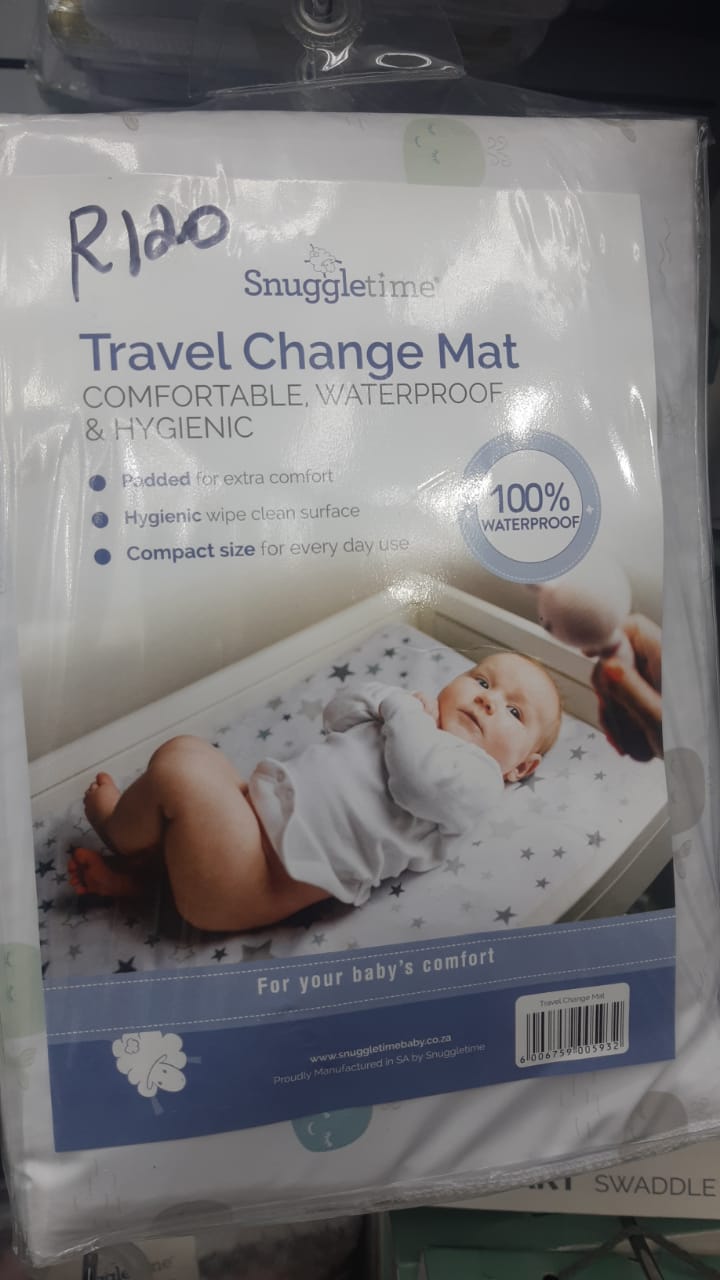 R120
Snuggletime®
Travel Change Mat
COMFORTABLE, WATERPROOF
& HYGIENIC
Padded for extra comfort
Hygienic wipe clean surface
Compact size for every day use
100%
WATERPROOF
For your baby's comfort
Travel Change Mat
6 006759 005932
www.snuggletimebaby.co.za
Proudly Manufactured in SA by Snuggletime
SWADDLE